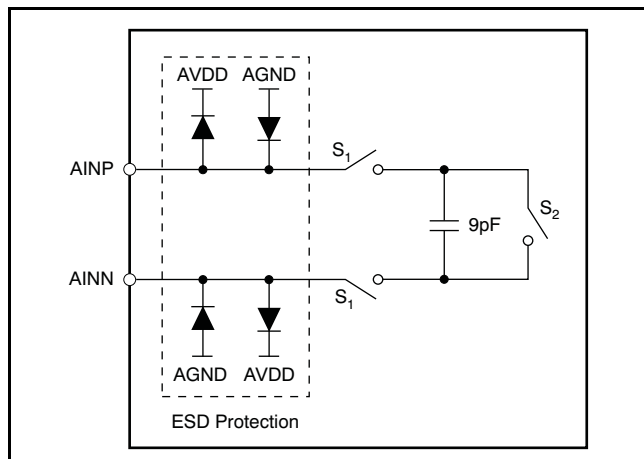 AVDD AGND
AINP
S1
9pF
S2
AINN
S1
AGND AVDD
ESD Protection